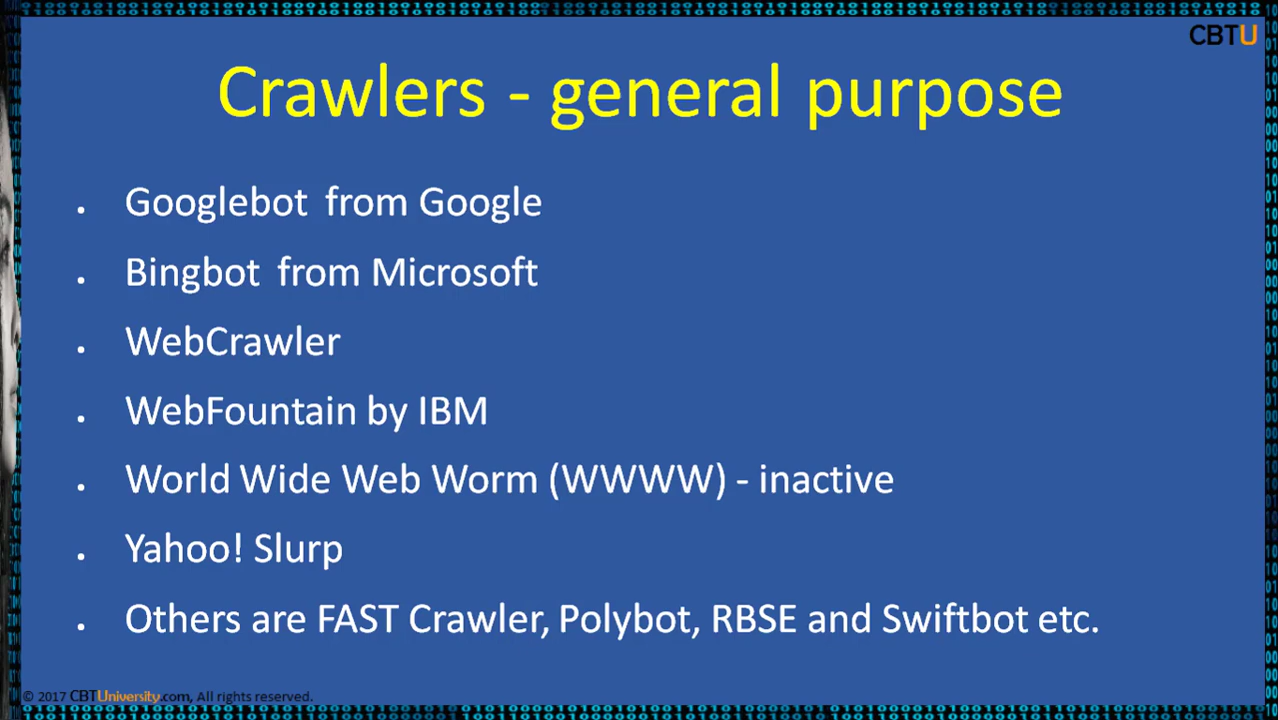 CBTU
Crawlers - general purpose
• Googlebot from Google
• Bingbot from Microsoft
• WebCrawler
• WebFountain by IBM
• World Wide Web Worm (WWWW) - inactive
• Yahoo! Slurp
• Others are FAST Crawler, Polybot, RBSE and Swiftbot etc.
© 2017 CBTUniversity.com, All rights reserved.